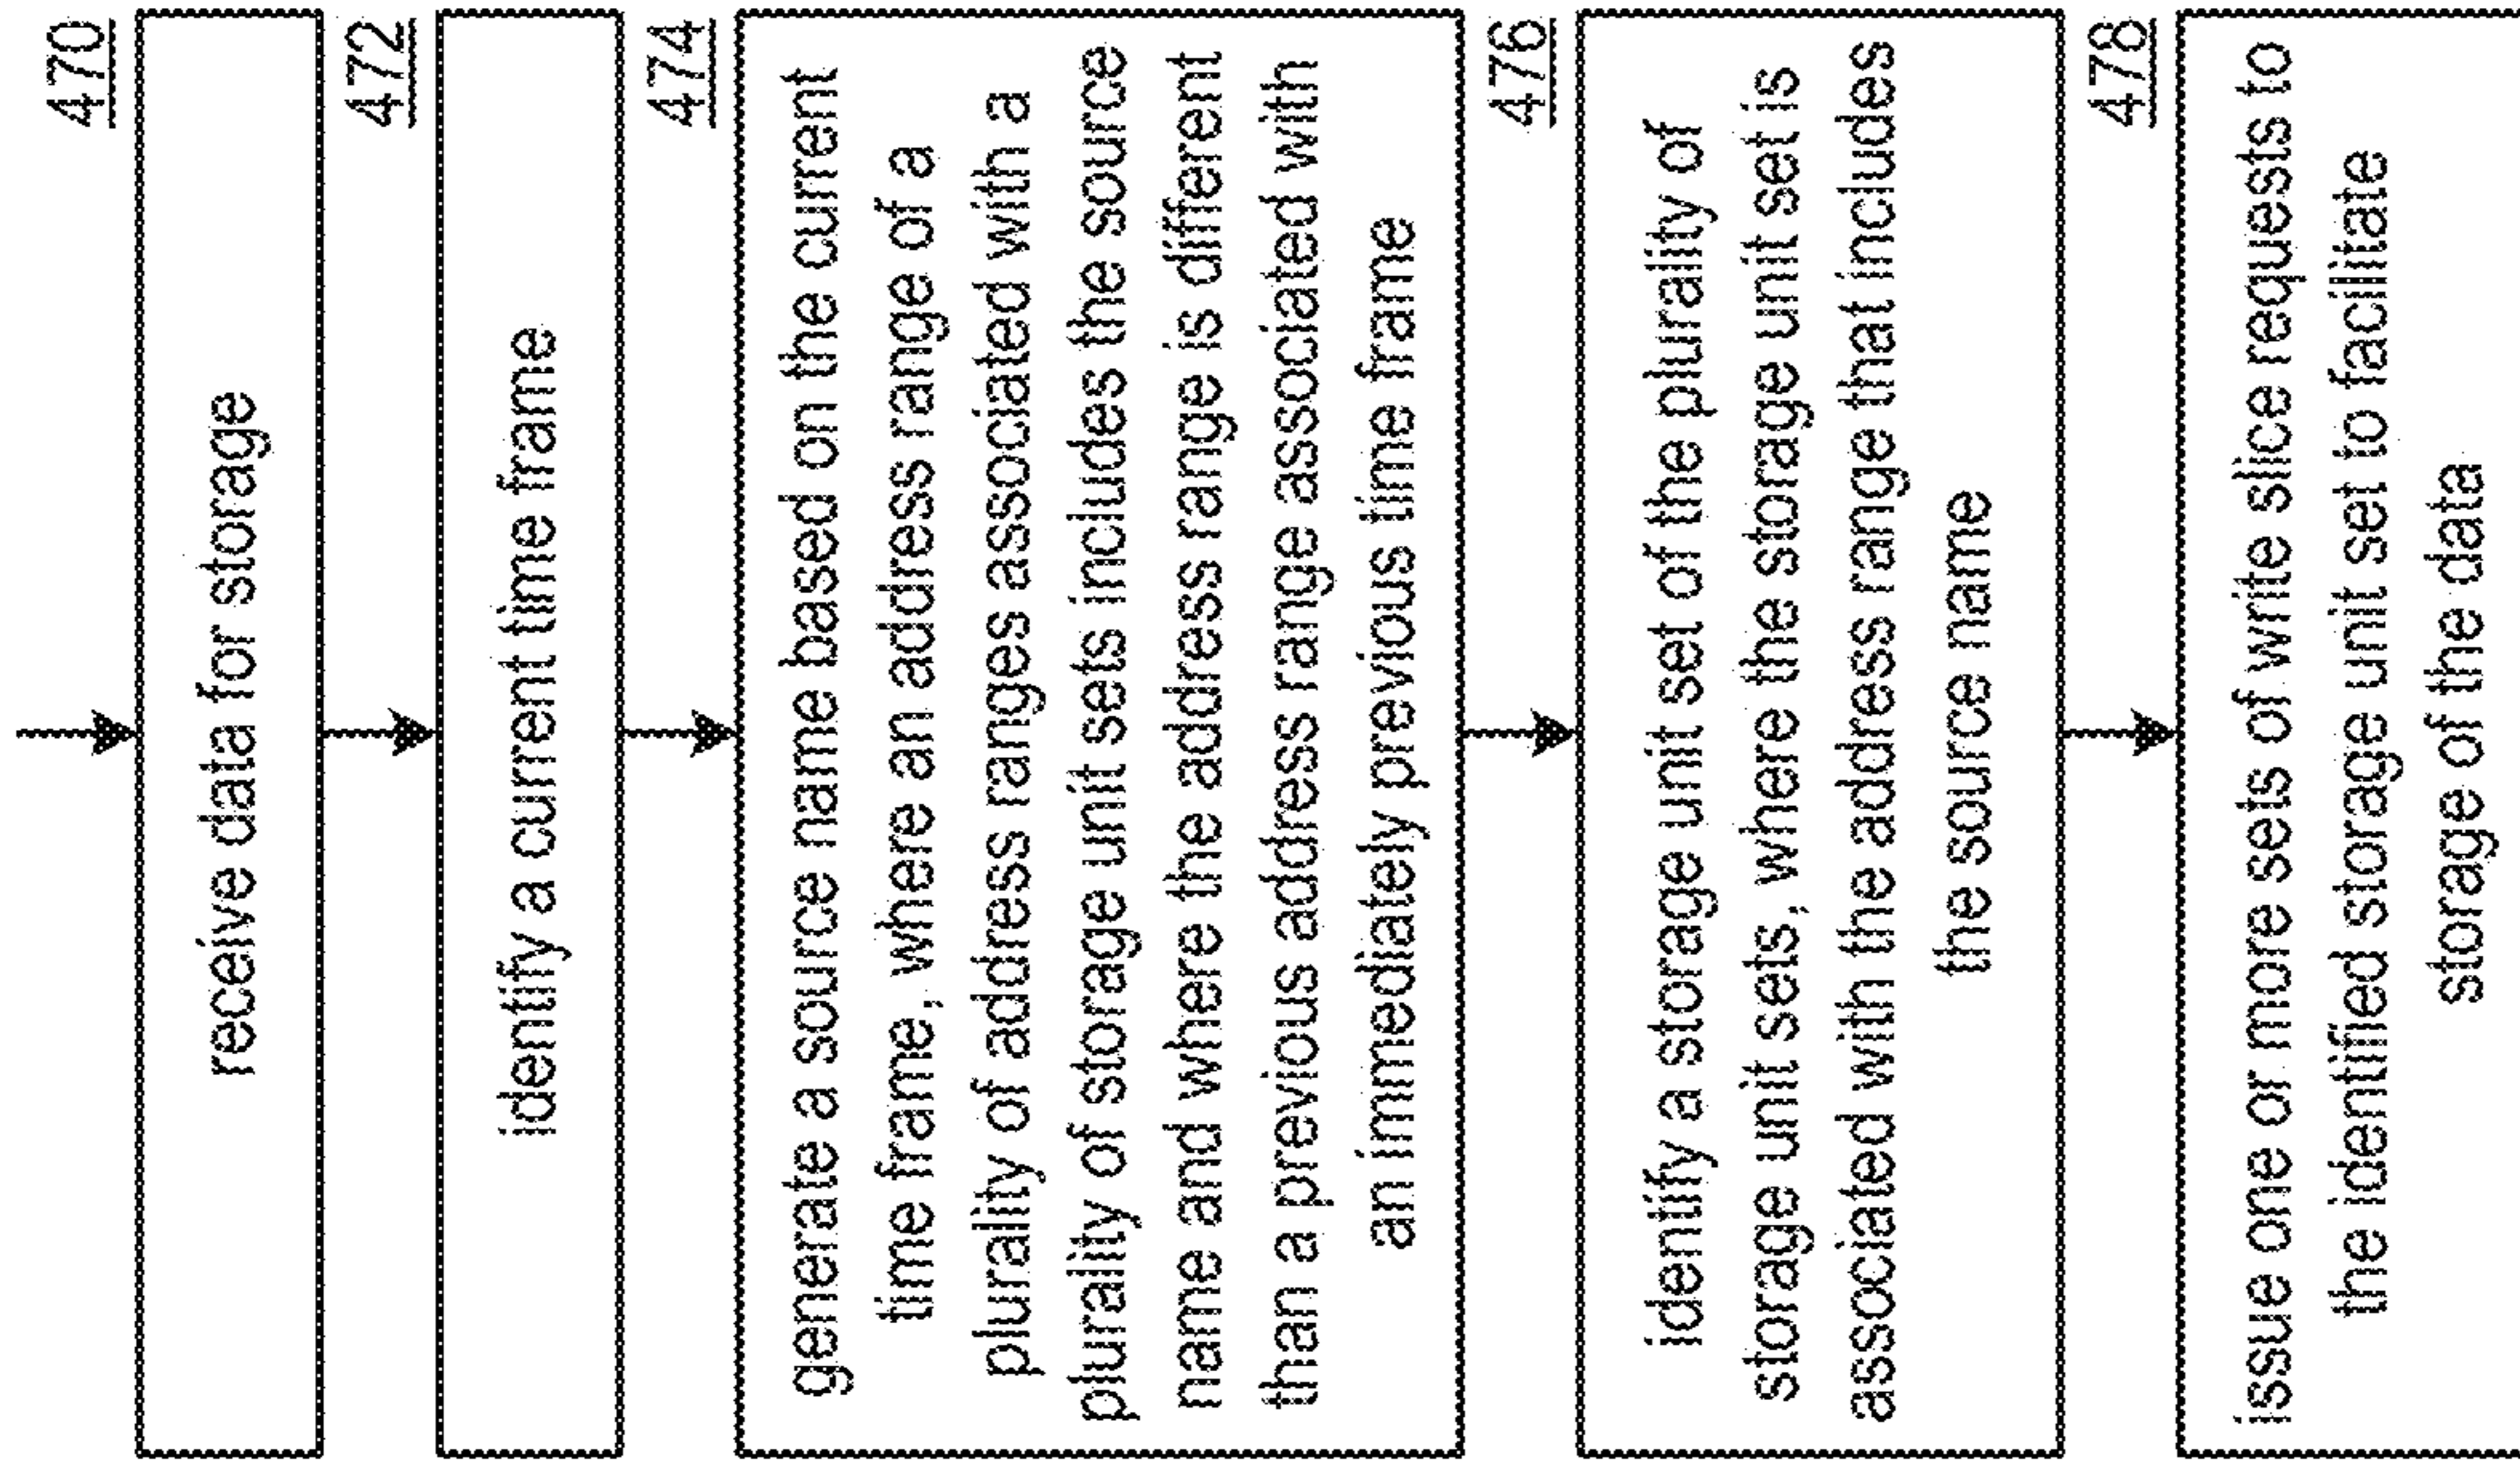 470
receive data for storage
472
identify a current time frame
474
generate a source name based on the current
time frame, where an address range of a
plurality of address ranges associated with a
plurality of storage unit sets includes the source
name and where the address range is different
than a previous address range associated with
an immediately previous time frame
476
identify a storage unit set of the plurality of
storage unit sets, where the storage unit set is
associated with the address range that includes
the source name
478
issue one or more sets of write slice requests to
the identified storage unit set to facilitate
storage of the data